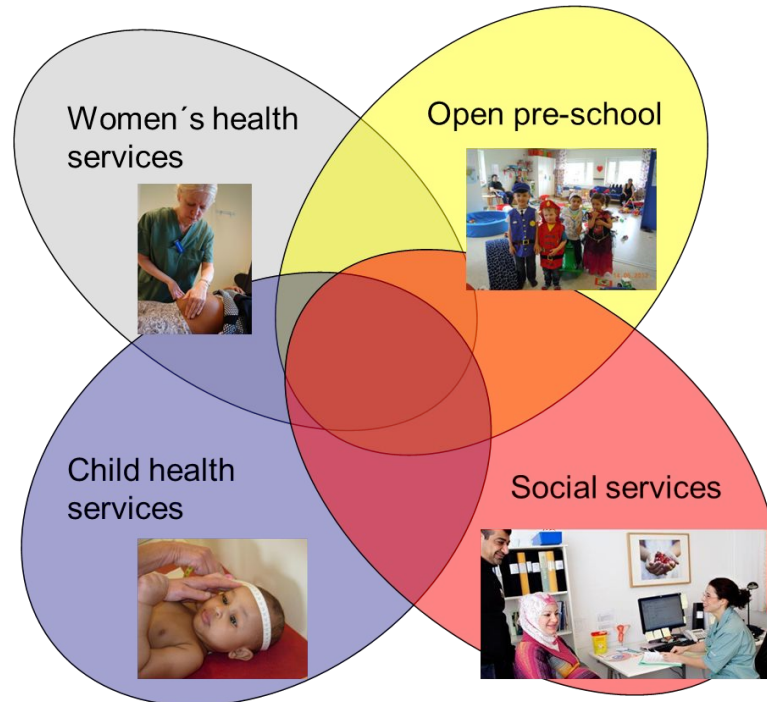 Women´s health
services
Open pre-school
Child health
services
Social services